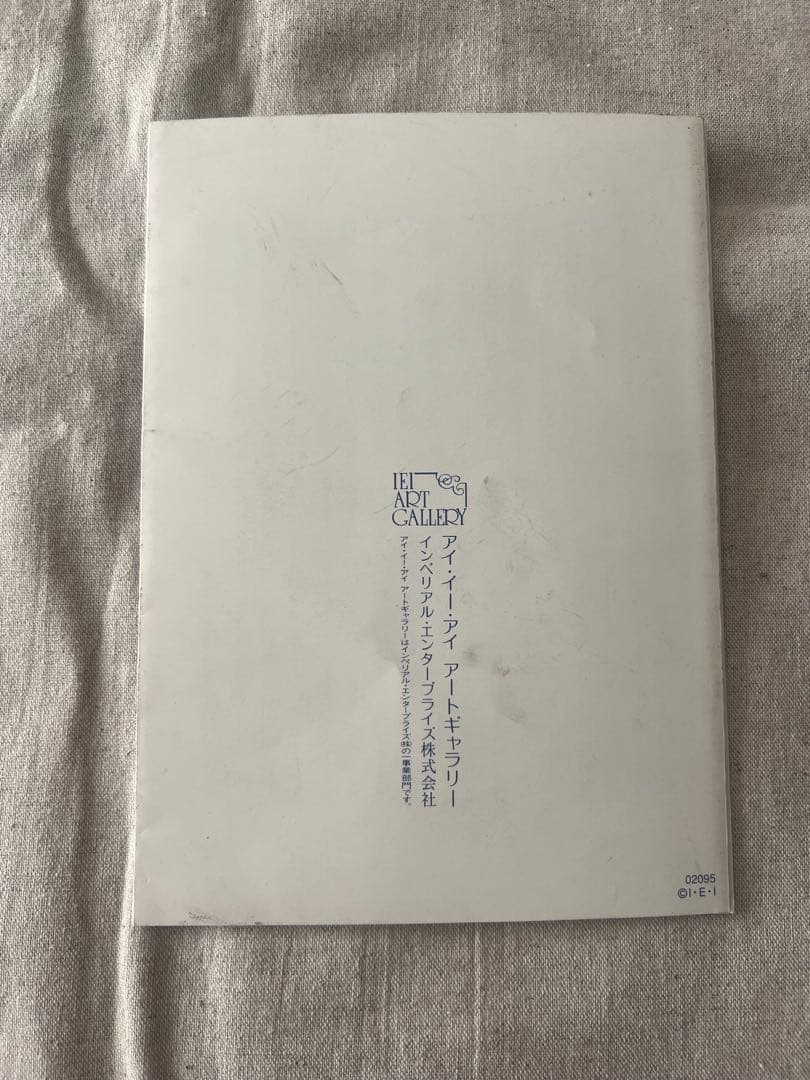 IEI
ART
GALLERY
アイ・イー・アイ アートギャラリー
インペリアル・エンタープライズ株式会社
アイ・イー・アイ アートギャラリーはインペリアル・エンタープライズ㈱の一事業部門です。
02095
©I・E・I